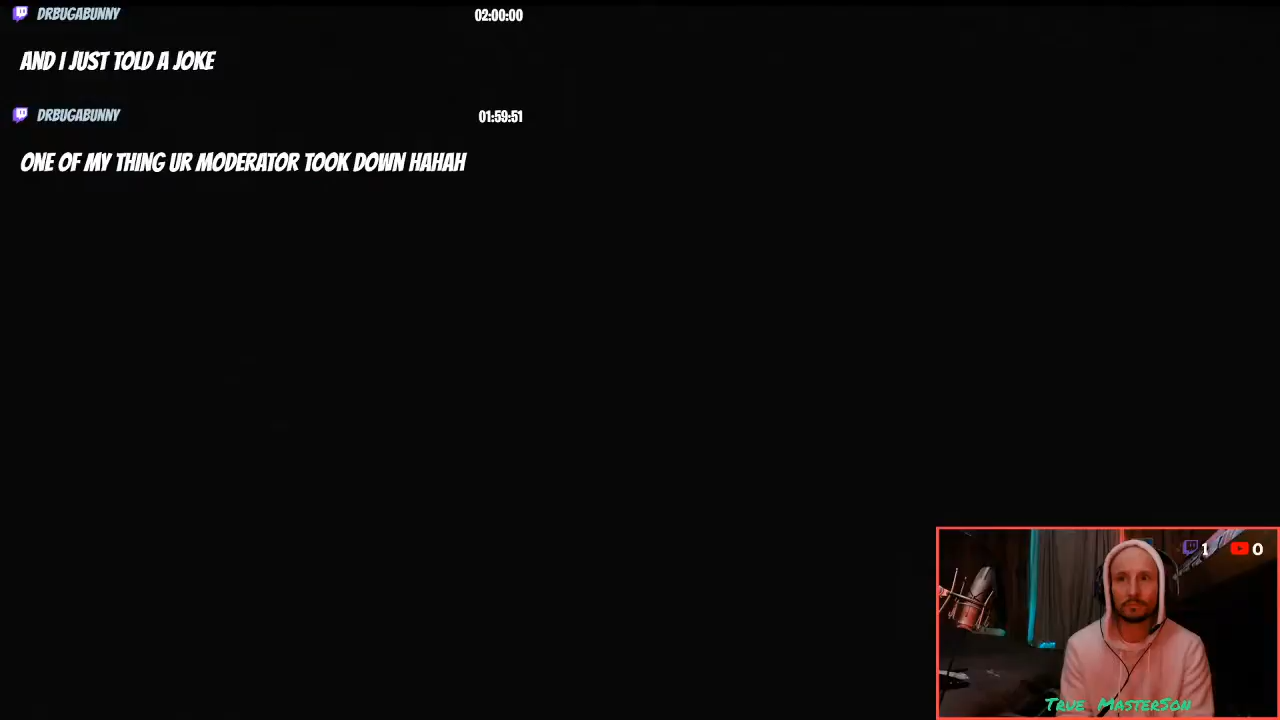 DRBUGABUNNY 02:00:00
AND I JUST TOLD A JOKE
DRBUGABUNNY 01:59:51
ONE OF MY THING UR MODERATOR TOOK DOWN HAHAH
1 0
True MasterSon